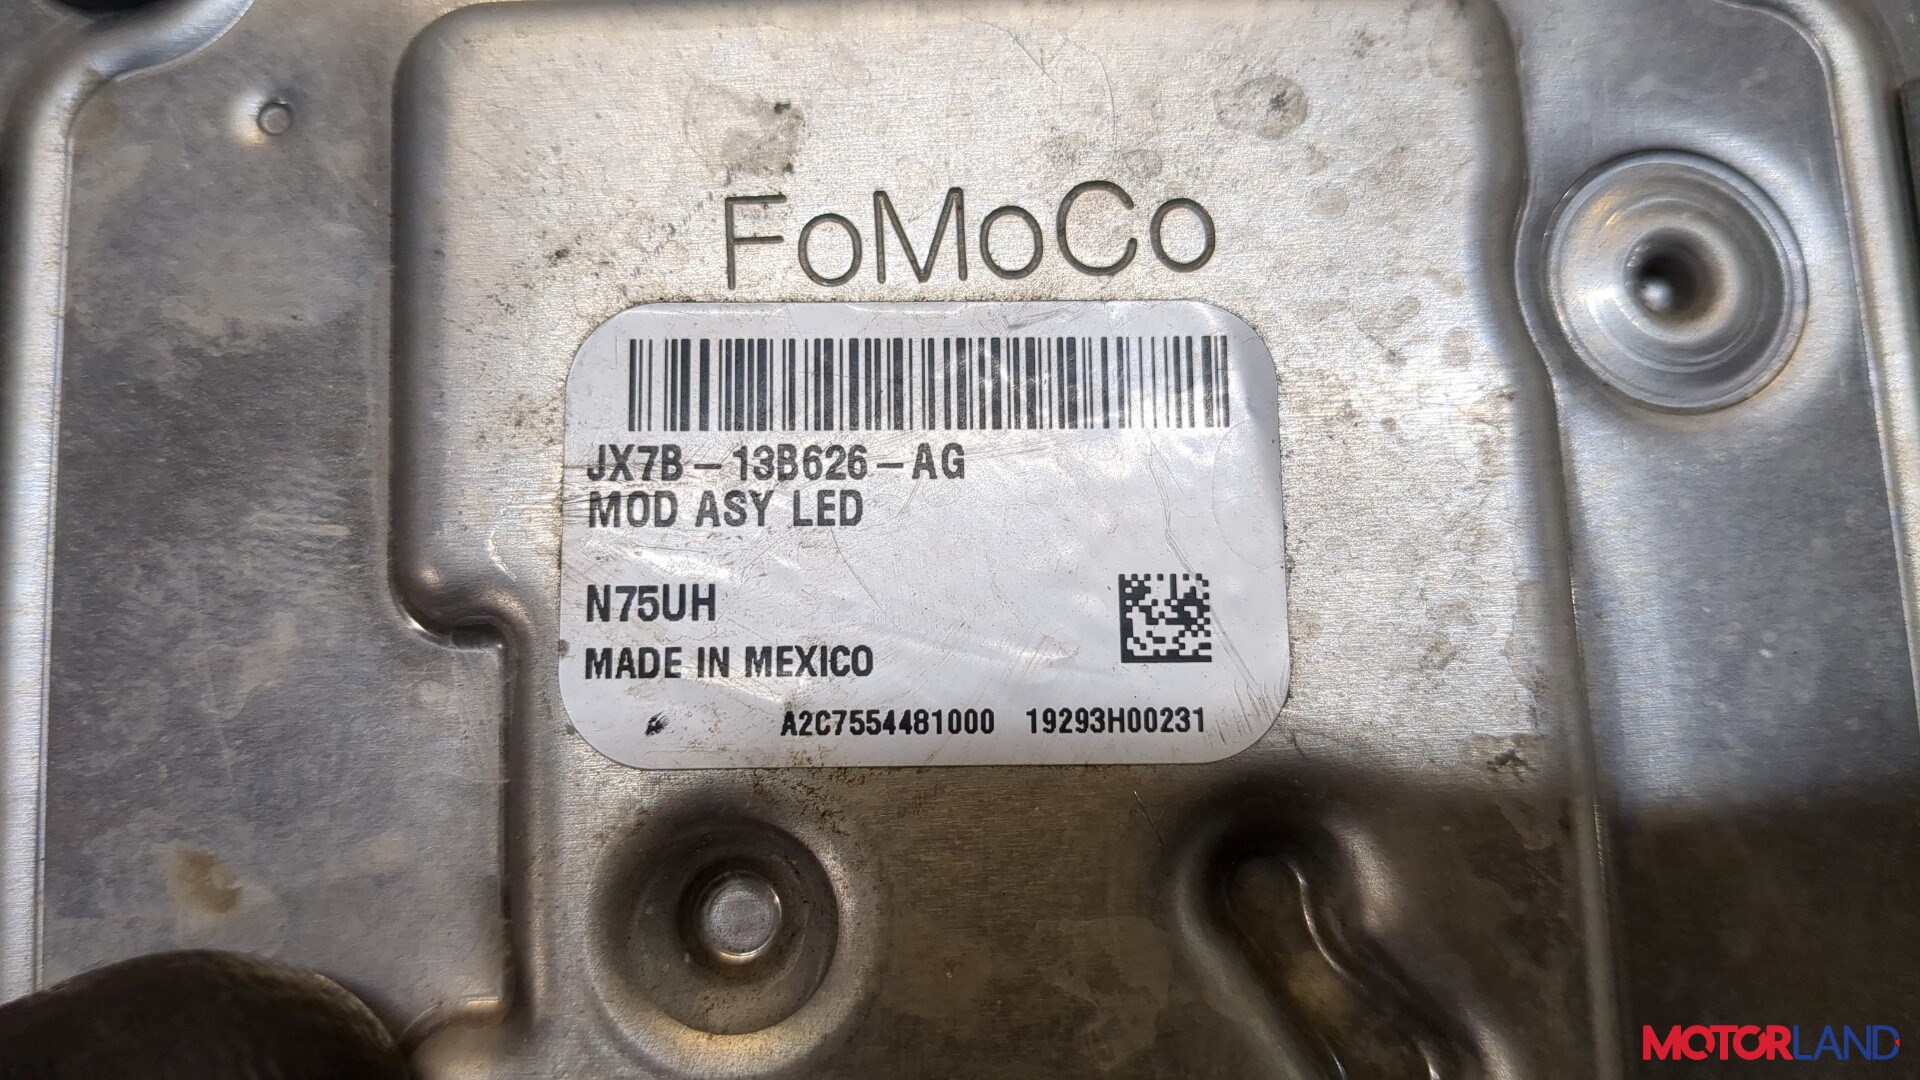 FoMoCo
JX7B-13B626-AG
MOD ASY LED
N75UH
MADE IN MEXICO
A2C7554481000 19293H00231
MOTORLAND